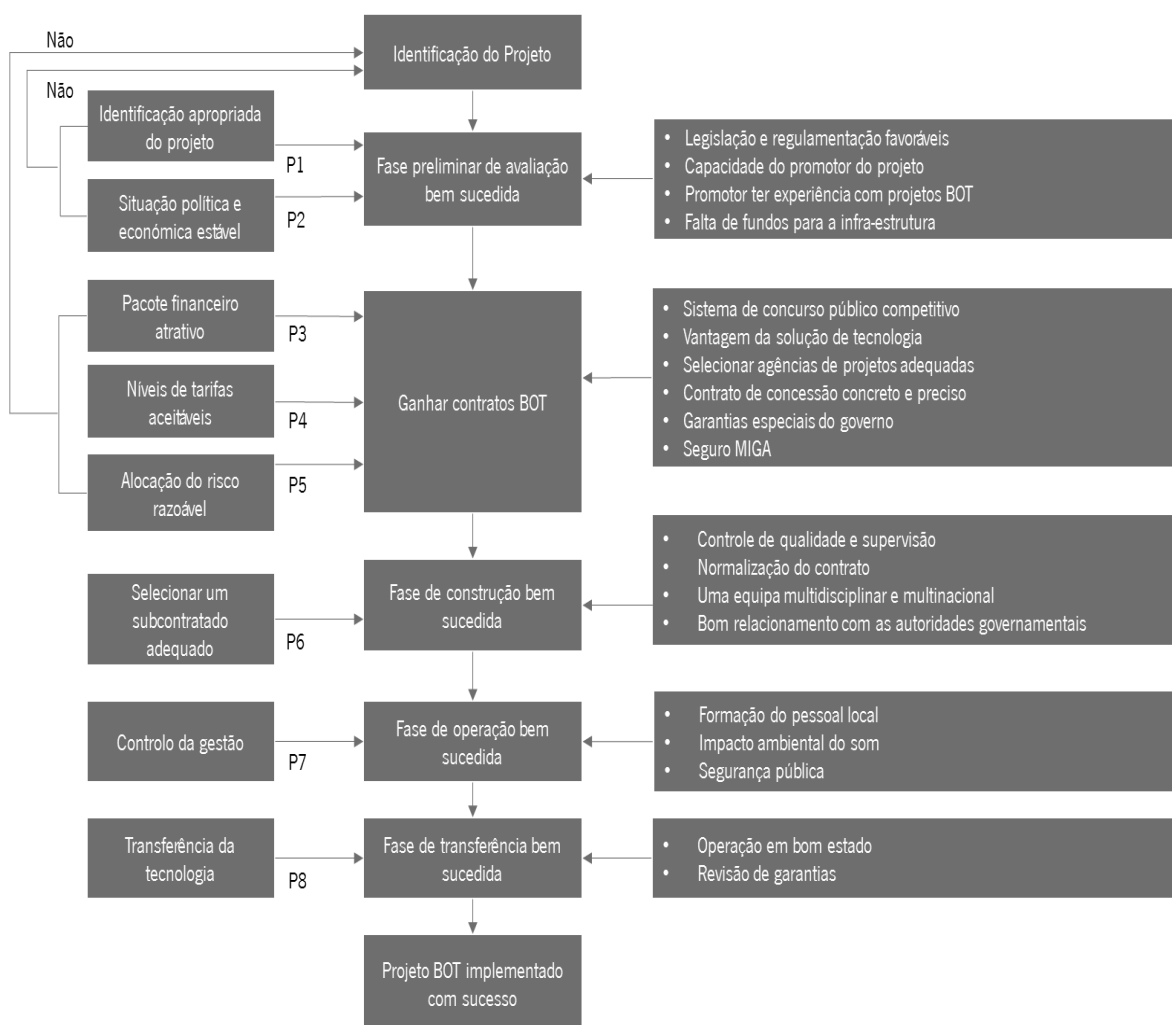 Não
Identificação do Projeto
Não
Identificação apropriada
do projeto
P1
Fase preliminar de avaliação
bem sucedida
• Legislação e regulamentação favoráveis
• Capacidade do promotor do projeto
• Promotor ter experiência com projetos BOT
• Falta de fundos para a infra-estrutura
Situação política e
económica estável
P2
Pacote financeiro
atrativo
P3
Níveis de tarifas
aceitáveis
P4
Alocação do risco
razoável
P5
Ganhar contratos BOT
• Sistema de concurso público competitivo
• Vantagem da solução de tecnologia
• Selecionar agências de projetos adequadas
• Contrato de concessão concreto e preciso
• Garantias especiais do governo
• Seguro MIGA
Selecionar um
subcontratado
adequado
P6
Fase de construção bem
sucedida
• Controle de qualidade e supervisão
• Normalização do contrato
• Uma equipa multidisciplinar e multinacional
• Bom relacionamento com as autoridades governamentais
Controlo da gestão
P7
Fase de operação bem
sucedida
• Formação do pessoal local
• Impacto ambiental do som
• Segurança pública
Transferência da
tecnologia
P8
Fase de transferência bem
sucedida
• Operação em bom estado
• Revisão de garantias
Projeto BOT implementado
com sucesso